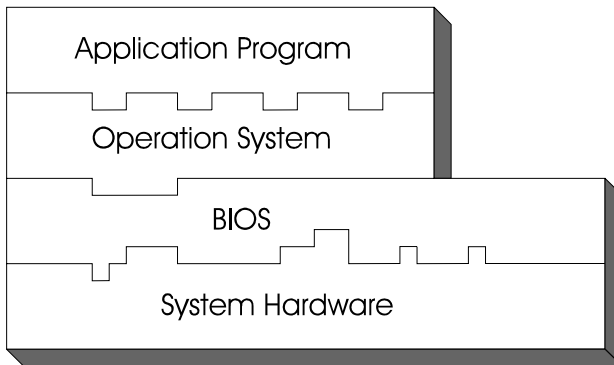 Application Program
Operation System
BIOS
System Hardware